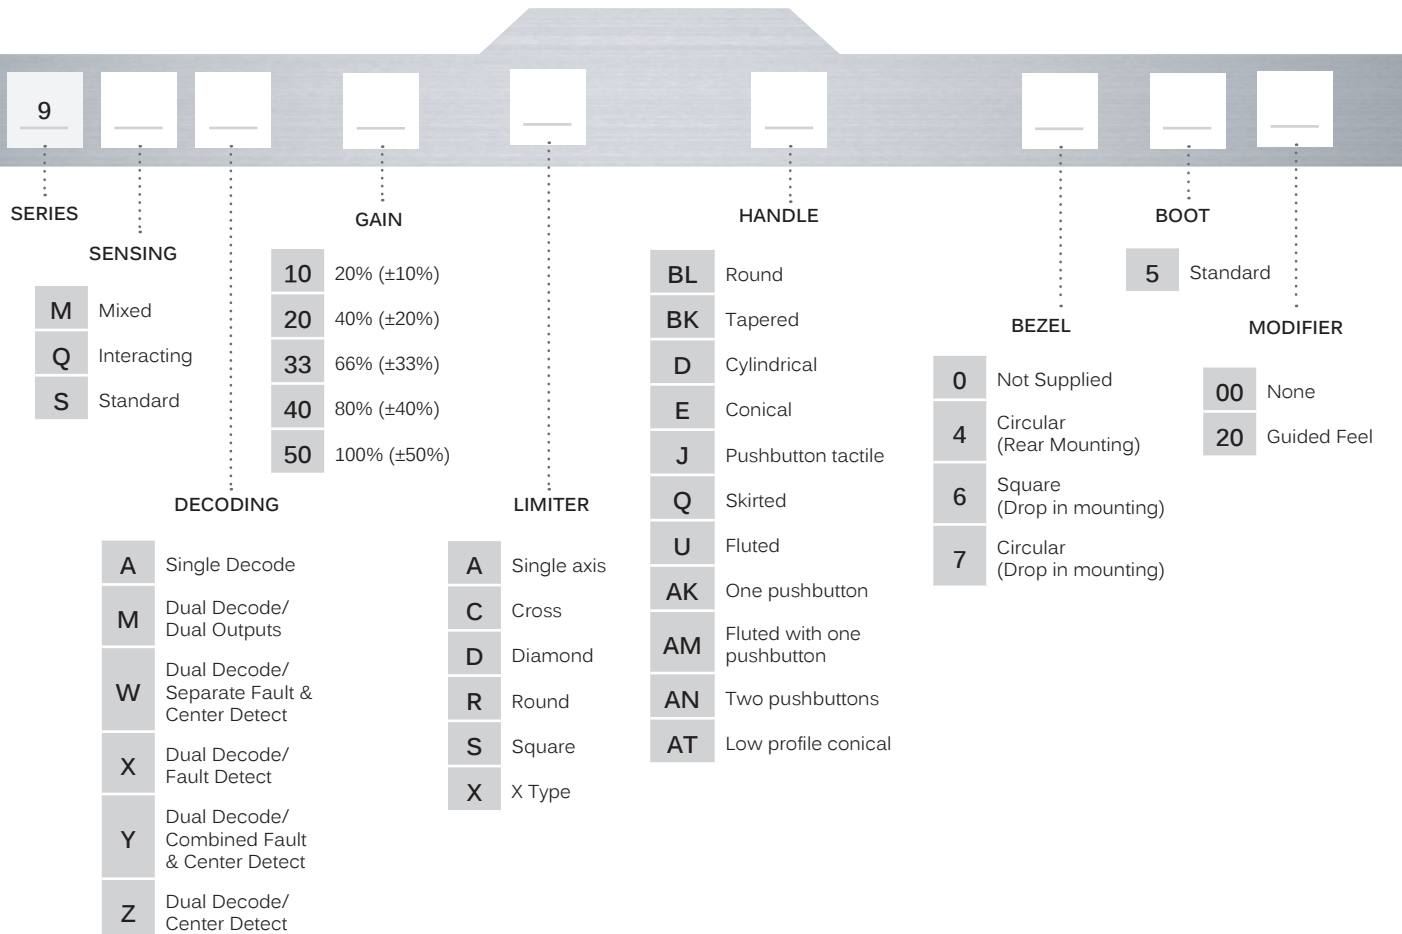 9
SERIES
SENSING
M Mixed
Q Interacting
S Standard
DECODING
A Single Decode
M Dual Decode/
Dual Outputs
W Dual Decode/
Separate Fault &
Center Detect
X Dual Decode/
Fault Detect
Y Dual Decode/
Combined Fault
& Center Detect
Z Dual Decode/
Center Detect
GAIN
10 20% (±10%)
20 40% (±20%)
33 66% (±33%)
40 80% (±40%)
50 100% (±50%)
LIMITER
A Single axis
C Cross
D Diamond
R Round
S Square
X X Type
HANDLE
BL Round
BK Tapered
D Cylindrical
E Conical
J Pushbutton tactile
Q Skirted
U Fluted
AK One pushbutton
AM Fluted with one
pushbutton
AN Two pushbuttons
AT Low profile conical
BEZEL
0 Not Supplied
4 Circular
(Rear Mounting)
6 Square
(Drop in mounting)
7 Circular
(Drop in mounting)
BOOT
5 Standard
MODIFIER
00 None
20 Guided Feel